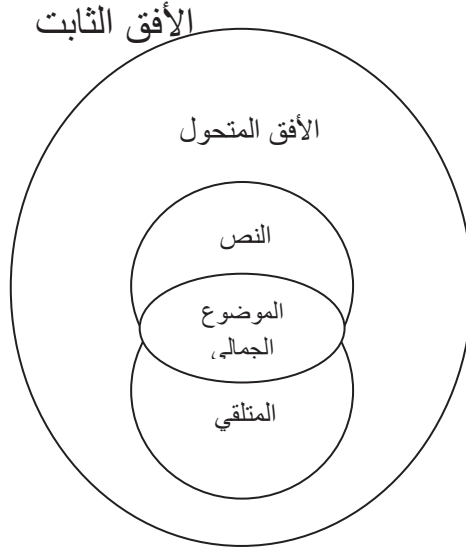 الأفق الثابت
الأفق المتحول
النص
الموضوع
الجمالي
المتلقي